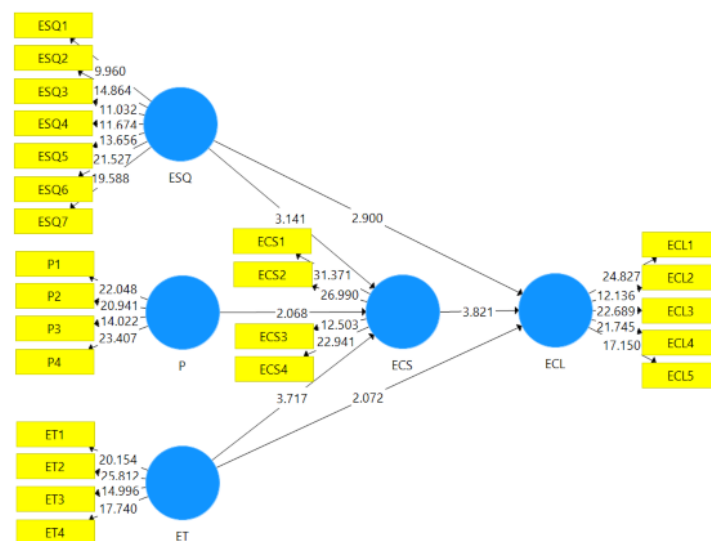 ESQ1
ESQ2
ESQ3
ESQ4
ESQ5
ESQ6
ESQ7
9.960
14.864
11.032
11.674
13.656
21.527
19.588
ESQ
3.141
2.900
P1
P2
P3
P4
22.048
20.941
14.022
23.407
P
2.068
ECS1
ECS2
ECS3
ECS4
31.371
26.990
12.503
22.941
ECS
3.821
ECL
24.827
12.136
22.689
21.745
17.150
ECL1
ECL2
ECL3
ECL4
ECL5
3.717
2.072
ET1
ET2
ET3
ET4
20.154
25.812
14.996
17.740
ET